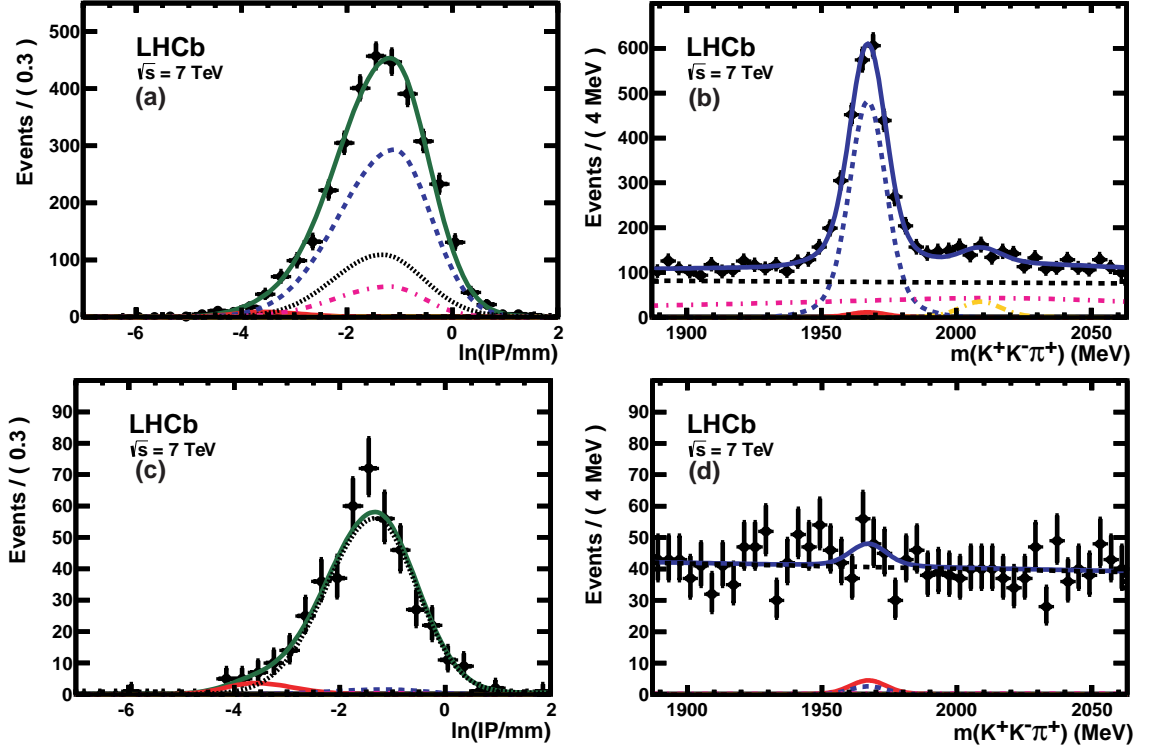 500
400
300
200
100
0
Events / ( 0.3 )
LHCb
√s = 7 TeV
(a)
-6 -4 -2 0 2
ln(IP/mm)
600
500
400
300
200
100
0
Events / ( 4 MeV )
LHCb
√s = 7 TeV
(b)
1900 1950 2000 2050
m(K⁺K⁻π⁺) (MeV)
90
80
70
60
50
40
30
20
10
0
Events / ( 0.3 )
LHCb
√s = 7 TeV
(c)
-6 -4 -2 0 2
ln(IP/mm)
90
80
70
60
50
40
30
20
10
0
Events / ( 4 MeV )
LHCb
√s = 7 TeV
(d)
1900 1950 2000 2050
m(K⁺K⁻π⁺) (MeV)